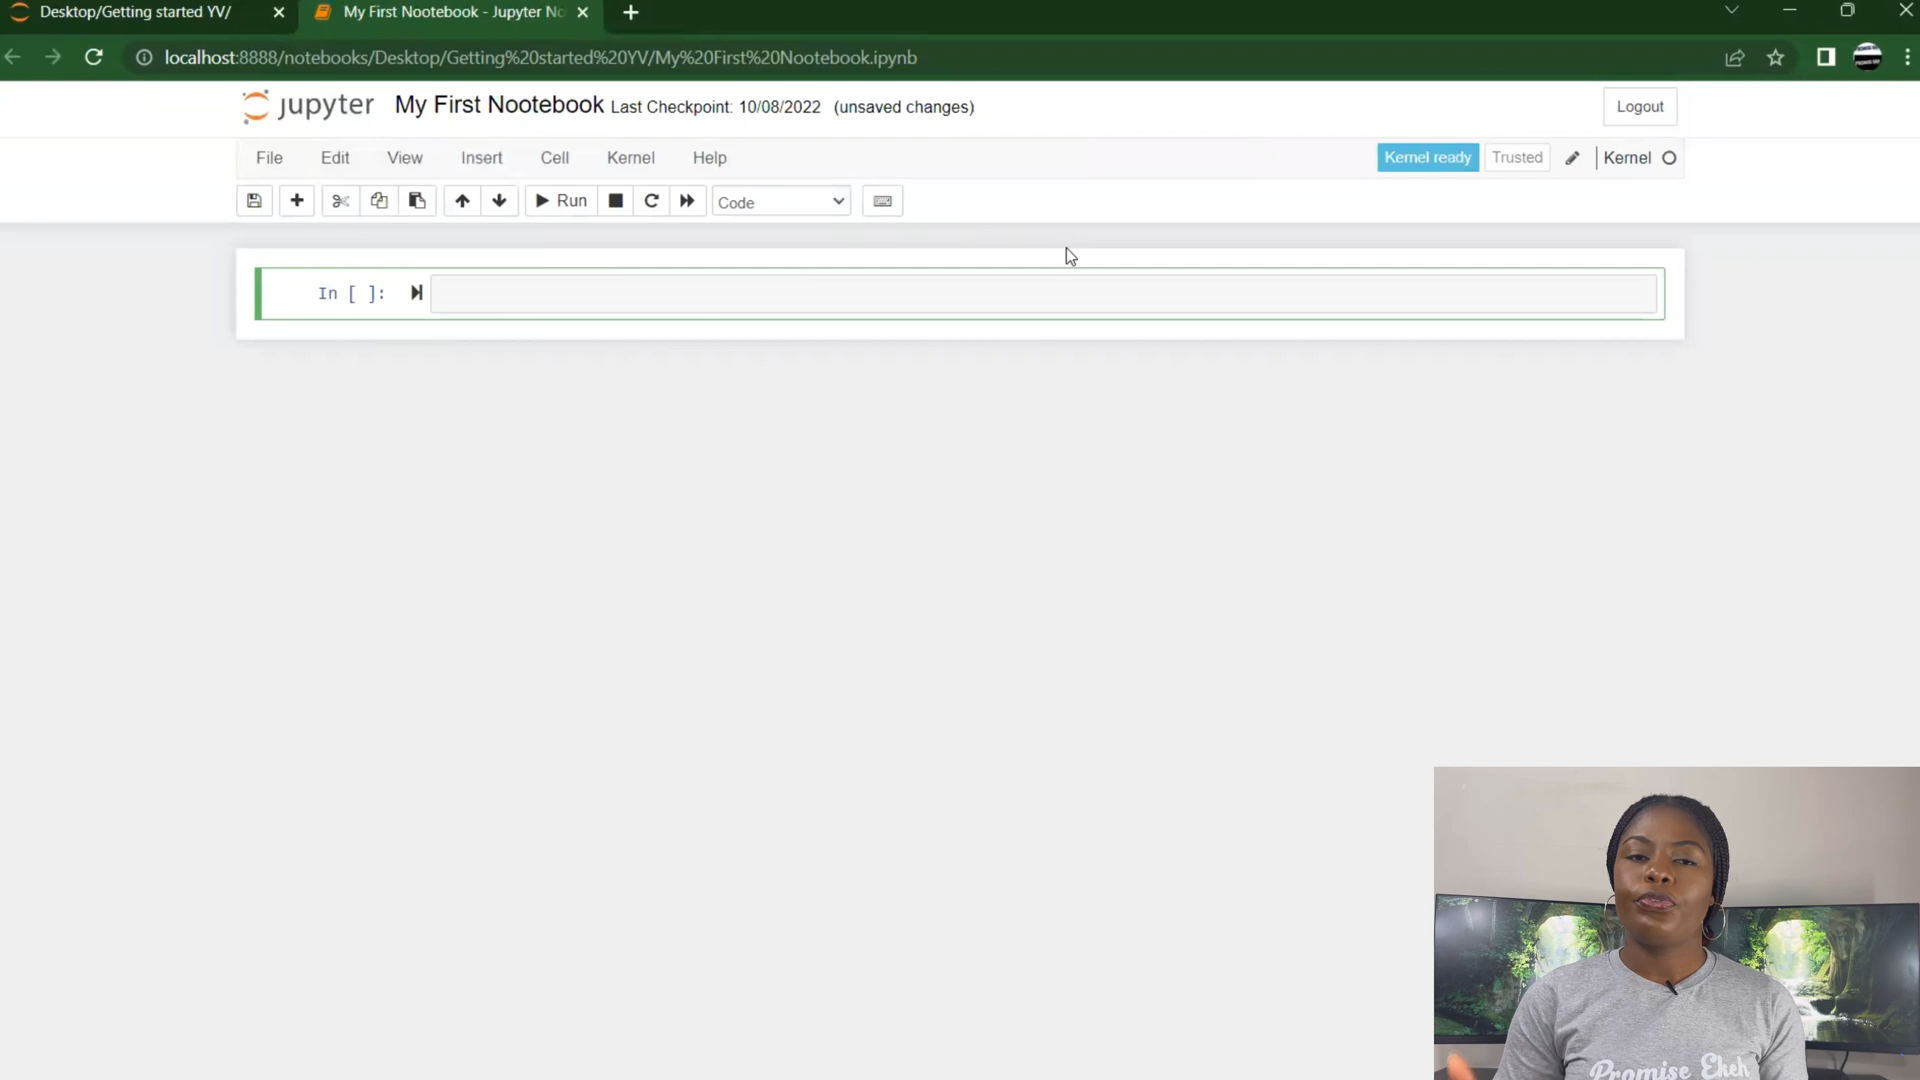 Desktop/Getting started YV/
My First Nootebook - Jupyter No
localhost:8888/notebooks/Desktop/Getting%20started%20YV/My%20First%20Nootebook.ipynb
jupyter My First Nootebook Last Checkpoint: 10/08/2022 (unsaved changes)
Logout
File Edit View Insert Cell Kernel Help
Kernel ready Trusted Kernel
Run Code
In [ ]:
Promise Ekeh